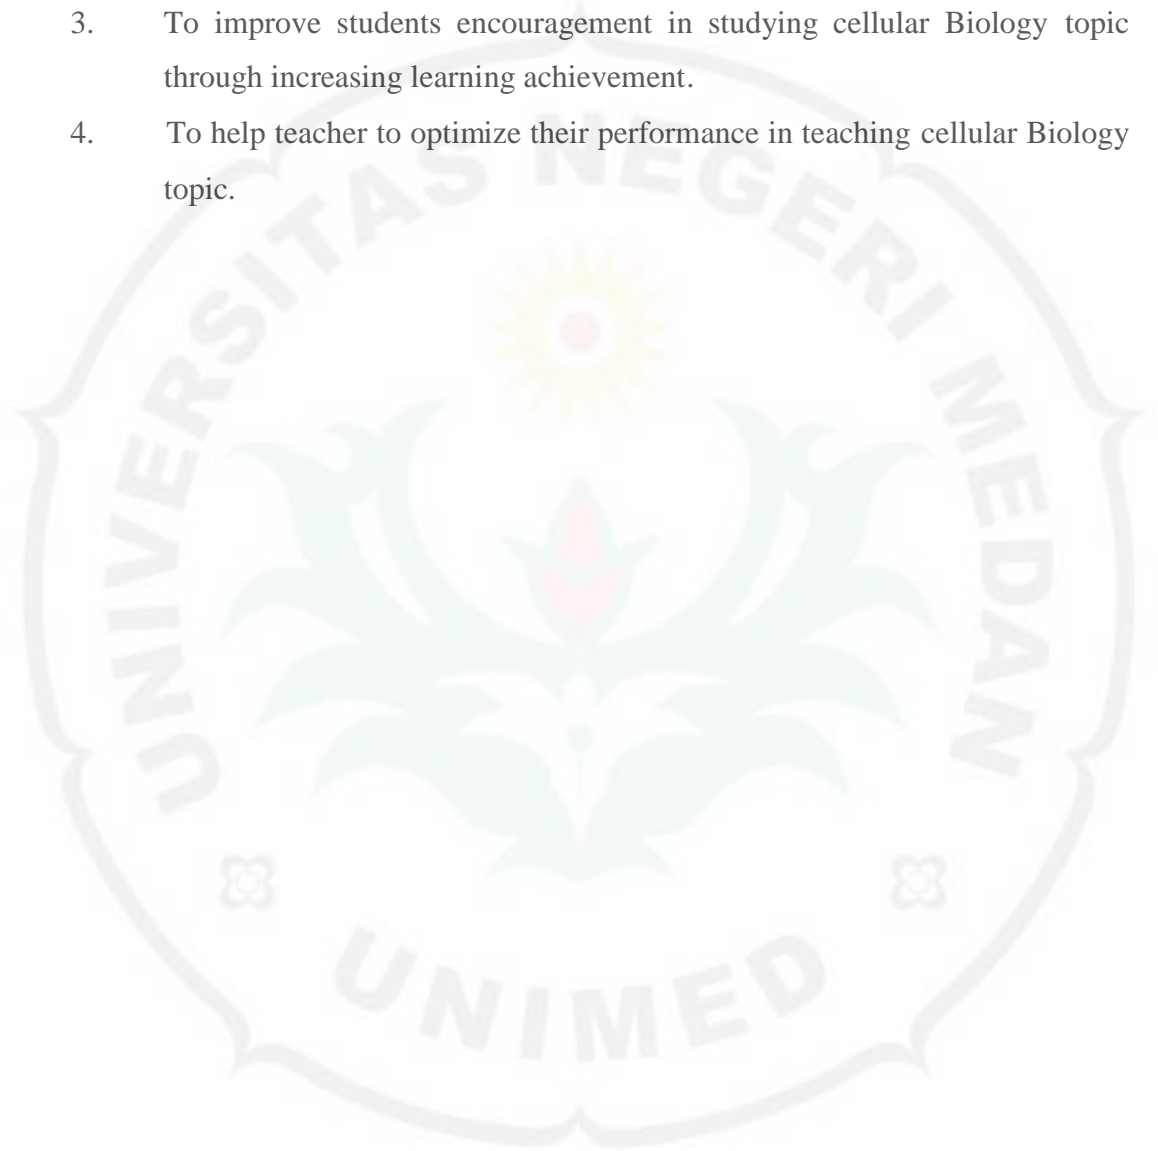 3. To improve students encouragement in studying cellular Biology topic
through increasing learning achievement.
4. To help teacher to optimize their performance in teaching cellular Biology
topic.
UNIVERSITAS NEGERI MEDAN
UNIMED